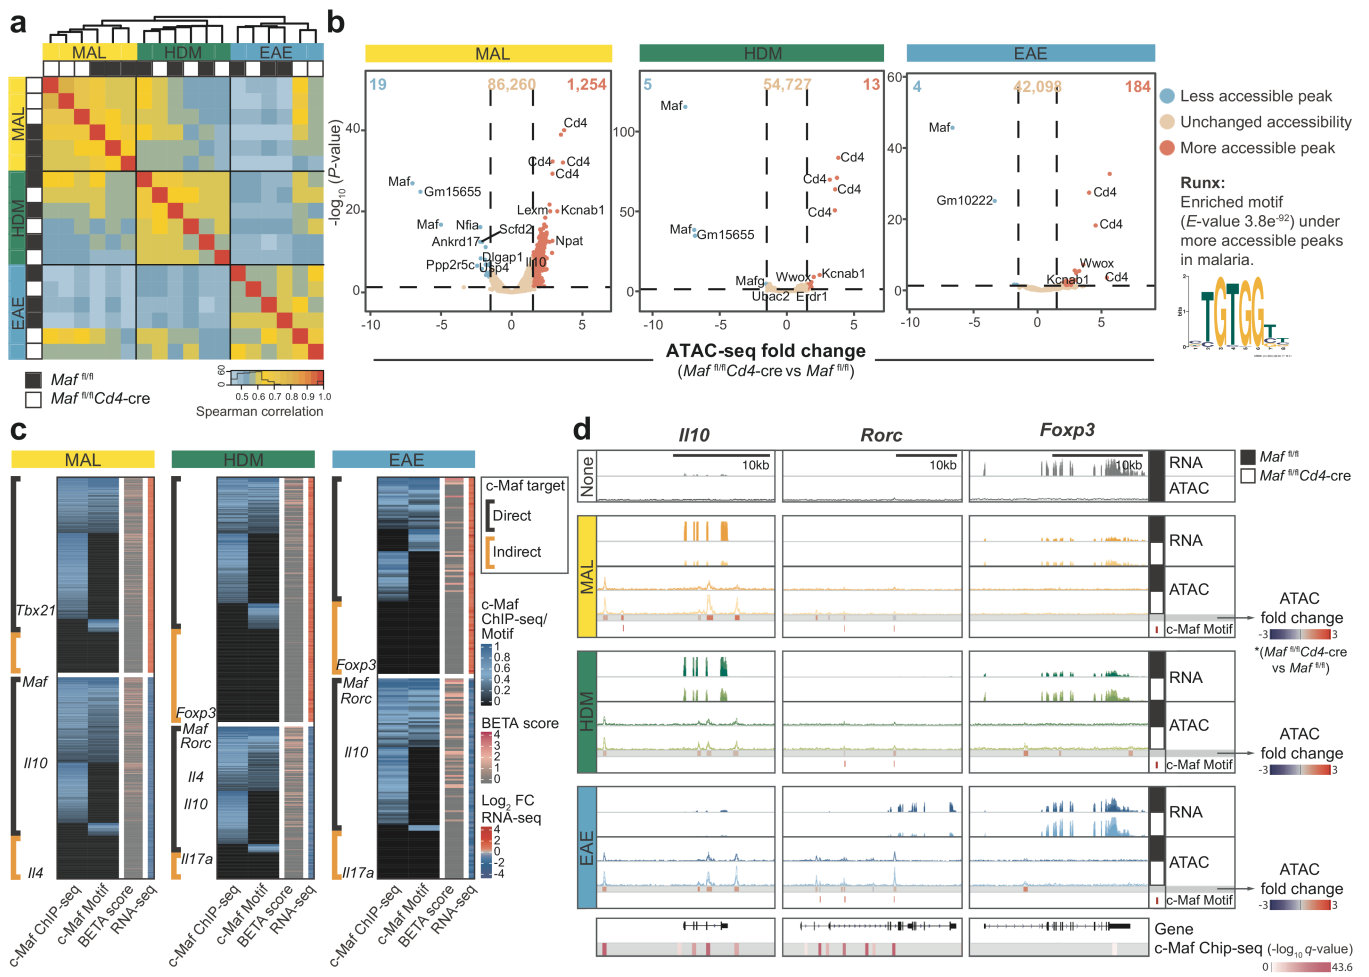 a
MAL
HDM
EAE
MAL
HDM
EAE
Maf fl/fl
Maf fl/flCd4-cre
60
0
0.5 0.6 0.7 0.8 0.9 1.0
Spearman correlation
b
MAL
HDM
EAE
-log10 (P-value)
19
86,260
1,254
40
20
0
-10
-5
0
5
Cd4
Cd4
Cd4
Cd4
Maf
Gm15655
Lexm
Kcnab1
Maf
Nfia
Scfd2
Ankrd17
Npat
Dlgap1
Il10
Ppp2r5c
Usp4
5
54,727
13
100
50
0
-10
-5
0
5
Maf
Cd4
Cd4
Cd4
Cd4
Maf
Gm15655
Mafg
Wwox
Kcnab1
Ubac2
Erdr1
4
42,098
184
60
40
20
0
-10
-5
0
5
Maf
Gm10222
Cd4
Cd4
Wwox
Kcnab1
Cd4
ATAC-seq fold change
(Maf fl/flCd4-cre vs Maf fl/fl)
Less accessible peak
Unchanged accessibility
More accessible peak
Runx:
Enriched motif
(E-value 3.8e-92) under
more accessible peaks
in malaria.
2
1
0
TGTGG
c
MAL
HDM
EAE
Tbx21
Maf
Il10
Il4
Foxp3
Maf
Rorc
Il4
Il10
Il17a
Foxp3
Maf
Rorc
Il10
Il17a
c-Maf ChIP-seq
c-Maf Motif
BETA score
RNA-seq
c-Maf ChIP-seq
c-Maf Motif
BETA score
RNA-seq
c-Maf ChIP-seq
c-Maf Motif
BETA score
RNA-seq
c-Maf target
Direct
Indirect
c-Maf
ChIP-seq/
Motif
1
0.8
0.6
0.4
0.2
0
BETA score
4
3
2
1
0
Log2 FC
RNA-seq
4
2
0
-2
-4
d
Il10
Rorc
Foxp3
None
10kb
10kb
10kb
RNA
ATAC
Maf fl/fl
Maf fl/flCd4-cre
MAL
RNA
ATAC
c-Maf Motif
ATAC
fold change
-3
3
*(Maf fl/flCd4-cre
vs Maf fl/fl)
HDM
RNA
ATAC
c-Maf Motif
ATAC
fold change
-3
3
EAE
RNA
ATAC
c-Maf Motif
ATAC
fold change
-3
3
Gene
c-Maf Chip-seq (-log10 q-value)
0
43.6